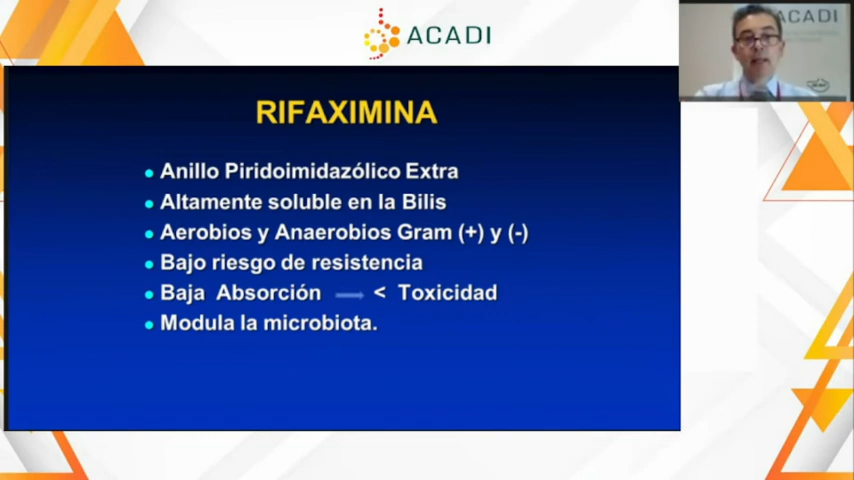 ACADI
ACADI
RIFAXIMINA
• Anillo Piridoimidazólico Extra
• Altamente soluble en la Bilis
• Aerobios y Anaerobios Gram (+) y (-)
• Bajo riesgo de resistencia
• Baja Absorción → < Toxicidad
• Modula la microbiota.